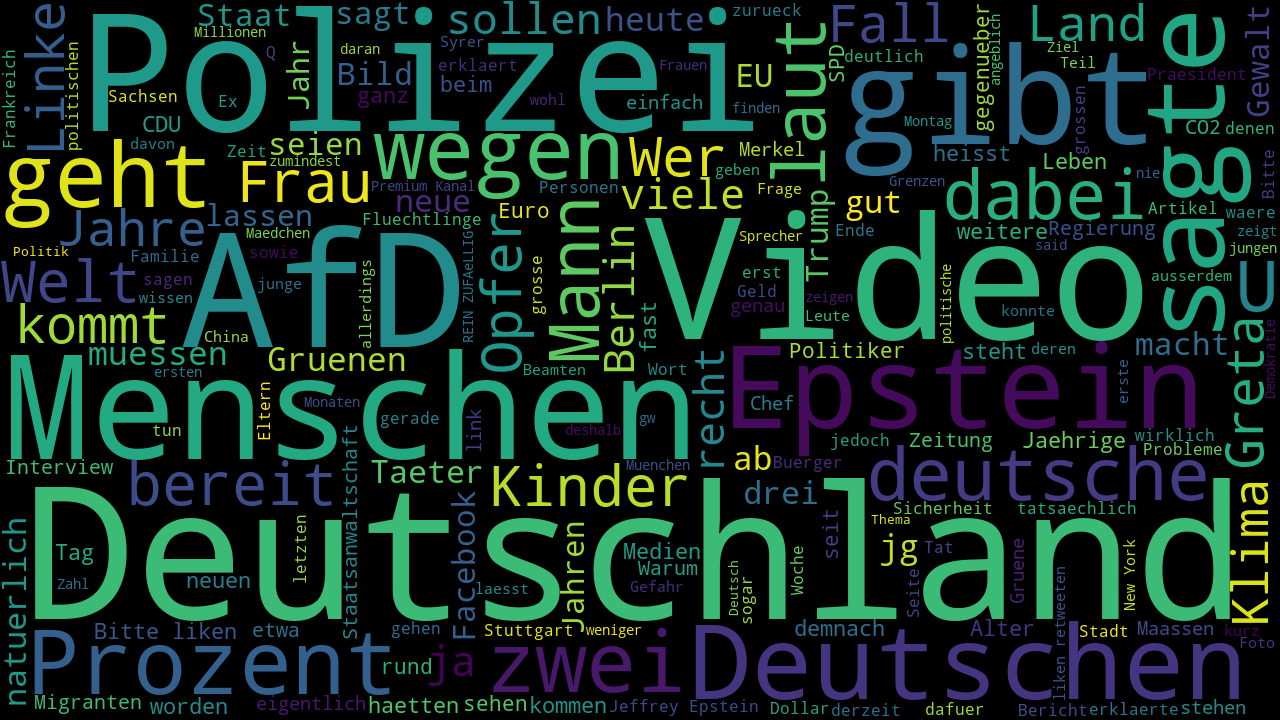 Polizei
Deutschland
AfD
Video
Menschen
gibt
sagte
Epstein
Deutschen
Staat
sagt
sollen
heute
zurueck
Fall
Land
Gewalt
Millionen
Linke
politischen
Frankreich
Q
daran
Syrer
Jahr
Bild
erklaert
Frauen
beim
ganz
Sachsen
Ex
wohl
einfach
EU
laut
SPD
deutlich
gegenueber
angeblich
Ziel
Teil
Praesident
grossen
finden
Montag
CO2
denen
CDU
davon
Zeit
seien
zumindest
wegen
Wer
Merkel
geben
heisst
Leben
nie
Bitte
geht
Frau
Premium Kanal
neue
Personen
viele
Frage
Grenzen
dabei
Artikel
waere
gut
Jahre
lassen
Maedchen
Fluechtlinge
Euro
Opfer
Mann
Berlin
Sprecher
Trump
Ende
weitere
Regierung
said
zeigt
jungen
Politik
Familie
sowie
REIN ZUFAeLLIG
grosse
Welt
sagen
wissen
junge
allerdings
erst
Geld
genau
zeigen
Leute
politische
konnte
ausserdem
U
kommt
China
fast
muessen
ersten
Gruenen
Beamten
Wort
recht
Politiker
steht
deren
macht
Greta
Demokratie
erste
Chef
Monaten
Eltern
tun
gerade
link
deshalb
gw
jedoch
Zeitung
Jaehrige
wirklich
Probleme
Interview
bereit
Taeter
Kinder
Muenchen
ab
Buerger
drei
deutsche
Klima
natuerlich
Staatsanwaltschaft
letzten
Facebook
Jahren
Medien
Warum
Gefahr
Woche
seit
Sicherheit
tatsaechlich
Thema
jg
Tat
Tag
Zahl
neuen
laesst
Deutsch
sogar
Seite
Gruene
New York
liken retweeten
Prozent
Bitte liken
etwa
gehen
Stuttgart
weniger
demnach
Alter
Stadt
Maassen
kurz
Foto
rund
ja
zwei
Migranten
worden
eigentlich
haetten
sehen
kommen
Jeffrey Epstein
Dollar
derzeit
dafuer
Bericht
erklaerte
stehen